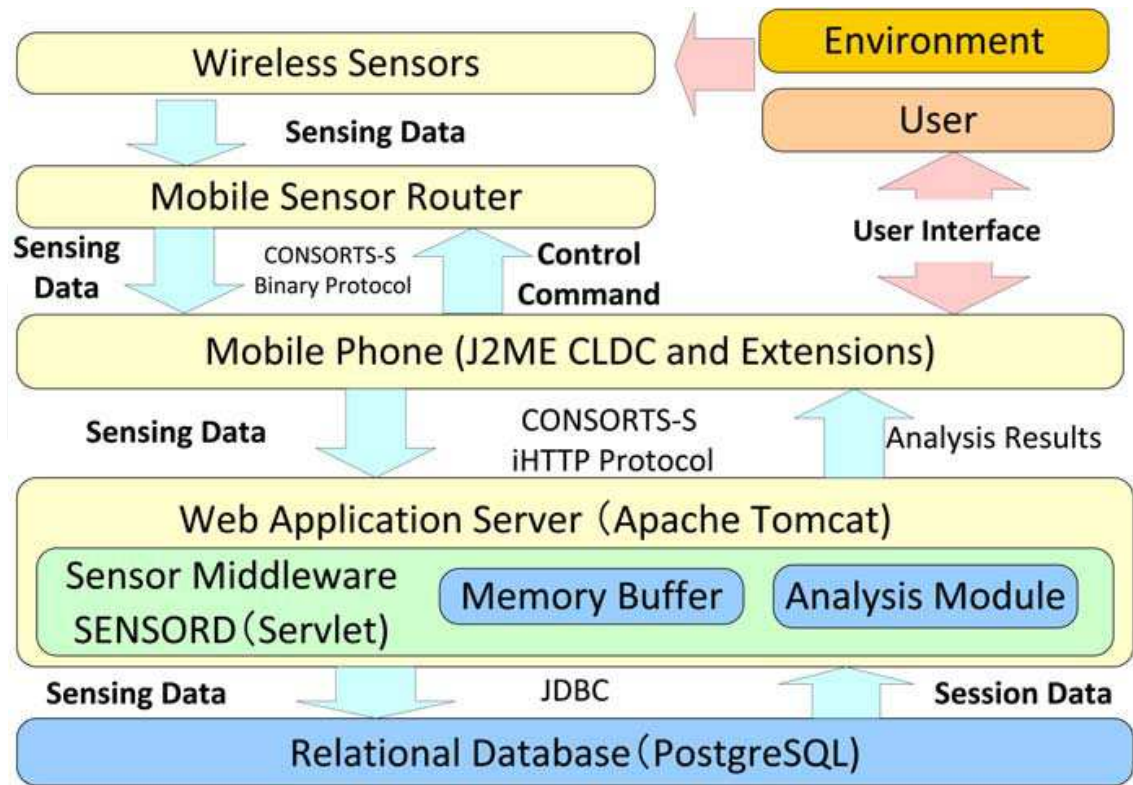 Wireless Sensors
Environment
User
Sensing Data
Mobile Sensor Router
User Interface
Sensing
Data
CONSORTS-S
Binary Protocol
Control
Command
Mobile Phone (J2ME CLDC and Extensions)
Sensing Data
CONSORTS-S
iHTTP Protocol
Analysis Results
Web Application Server（Apache Tomcat)
Sensor Middleware
SENSORD（Servlet)
Memory Buffer
Analysis Module
Sensing Data
JDBC
Session Data
Relational Database（PostgreSQL)